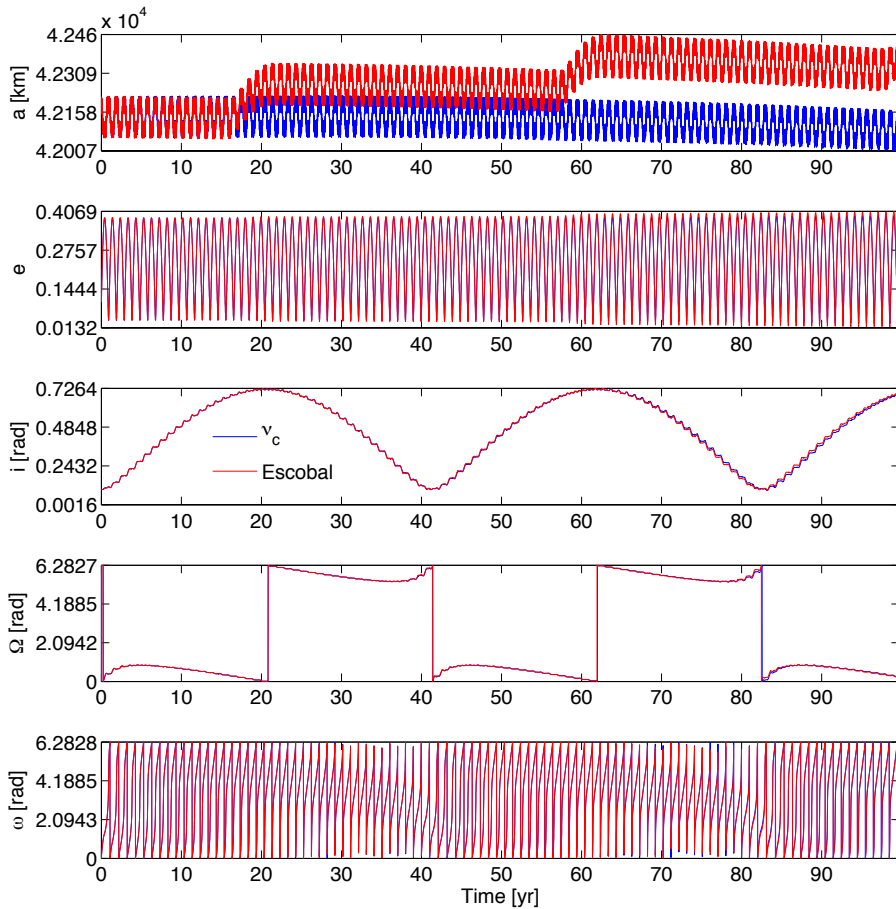 x 10⁴
4.246
4.2309
4.2158
4.2007
a [km]
0 10 20 30 40 50 60 70 80 90
0.4069
0.2757
0.1444
0.0132
e
0 10 20 30 40 50 60 70 80 90
0.7264
0.4848
0.2432
0.0016
i [rad]
ν_c
Escobal
0 10 20 30 40 50 60 70 80 90
6.2827
4.1885
2.0942
0
Ω [rad]
0 10 20 30 40 50 60 70 80 90
6.2828
4.1885
2.0943
0
ω [rad]
0 10 20 30 40 50 60 70 80 90
Time [yr]